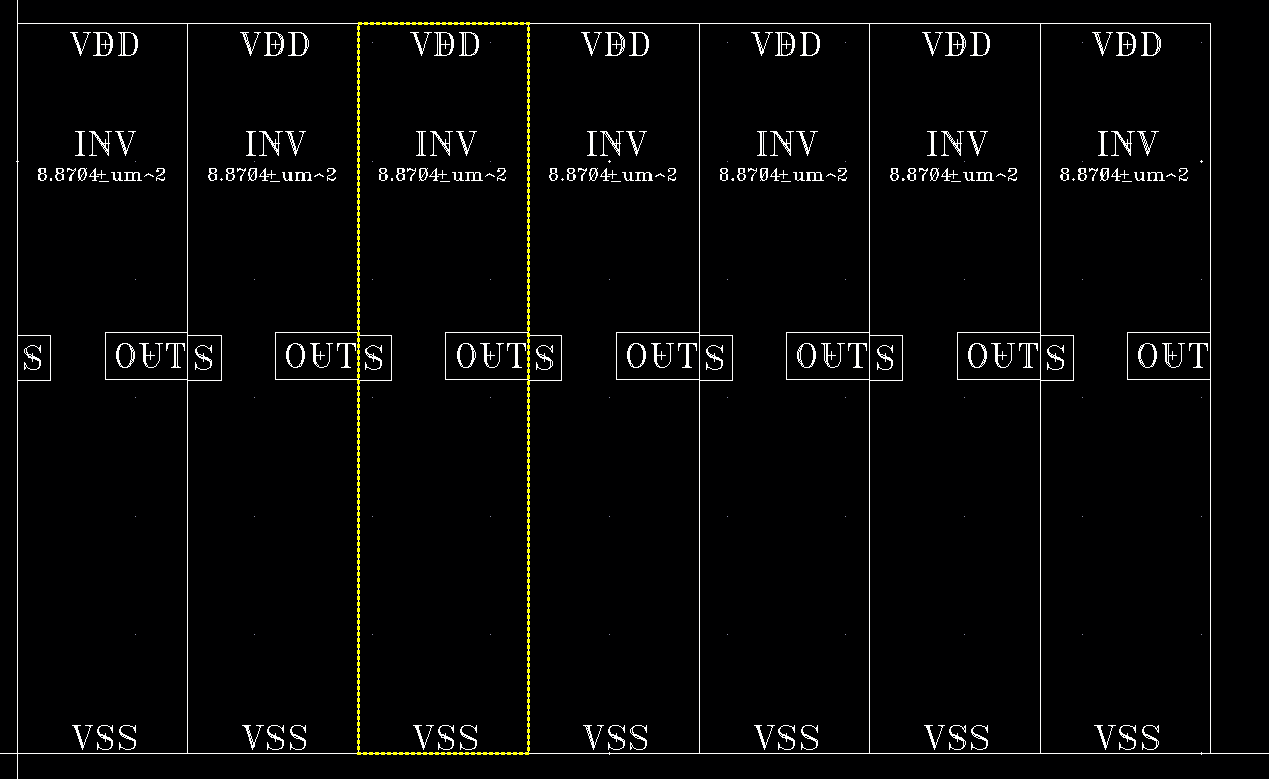 VDD VDD VDD VDD VDD VDD VDD
INV INV INV INV INV INV INV
8.8704±um^2 8.8704±um^2 8.8704±um^2 8.8704±um^2 8.8704±um^2 8.8704±um^2 8.8704±um^2
S OUT S OUT S OUT S OUT S OUT S OUT S OUT
VSS VSS VSS VSS VSS VSS VSS